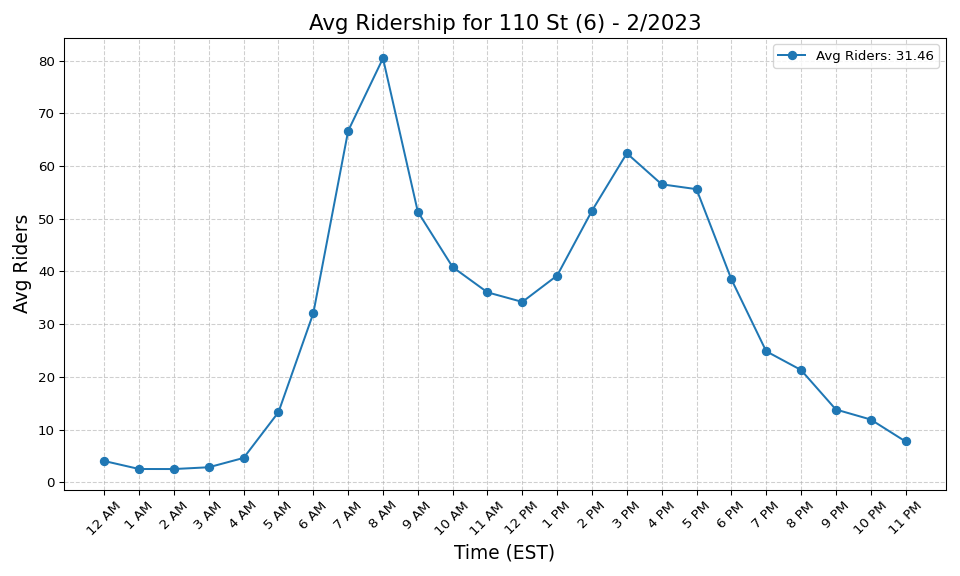 Avg Ridership for 110 St (6) - 2/2023
Avg Riders: 31.46
Avg Riders
80
70
60
50
40
30
20
10
0
12 AM
1 AM
2 AM
3 AM
4 AM
5 AM
6 AM
7 AM
8 AM
9 AM
10 AM
11 AM
12 PM
1 PM
2 PM
3 PM
4 PM
5 PM
6 PM
7 PM
8 PM
9 PM
10 PM
11 PM
Time (EST)